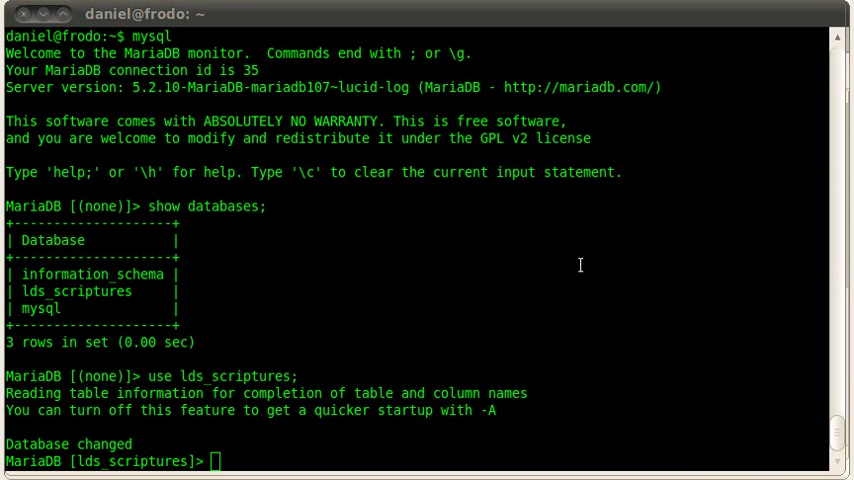 daniel@frodo: ~
daniel@frodo:~$ mysql
Welcome to the MariaDB monitor.  Commands end with ; or \g.
Your MariaDB connection id is 35
Server version: 5.2.10-MariaDB-mariadb107~lucid-log (MariaDB - http://mariadb.com/)
This software comes with ABSOLUTELY NO WARRANTY. This is free software,
and you are welcome to modify and redistribute it under the GPL v2 license
Type 'help;' or '\h' for help. Type '\c' to clear the current input statement.
MariaDB [(none)]> show databases;
+--------------------+
| Database           |
+--------------------+
| information_schema |
| lds_scriptures     |
| mysql              |
+--------------------+
3 rows in set (0.00 sec)
MariaDB [(none)]> use lds_scriptures;
Reading table information for completion of table and column names
You can turn off this feature to get a quicker startup with -A
Database changed
MariaDB [lds_scriptures]>